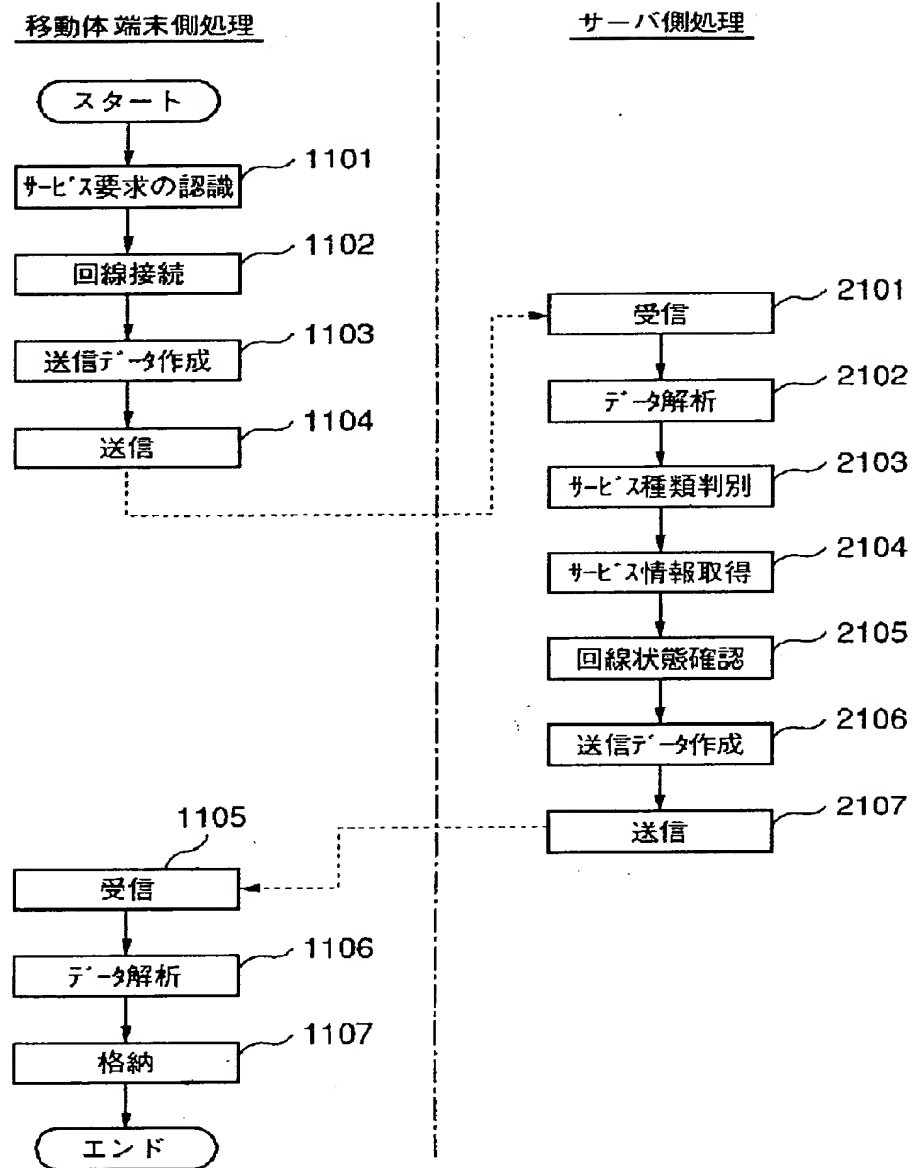 移動体端末側処理
スタート
1101
サービス要求の認識
1102
回線接続
1103
送信データ作成
1104
送信
サーバ側処理
2101
受信
2102
データ解析
2103
サービス種類判別
2104
サービス情報取得
2105
回線状態確認
2106
送信データ作成
2107
送信
1105
受信
1106
データ解析
1107
格納
エンド